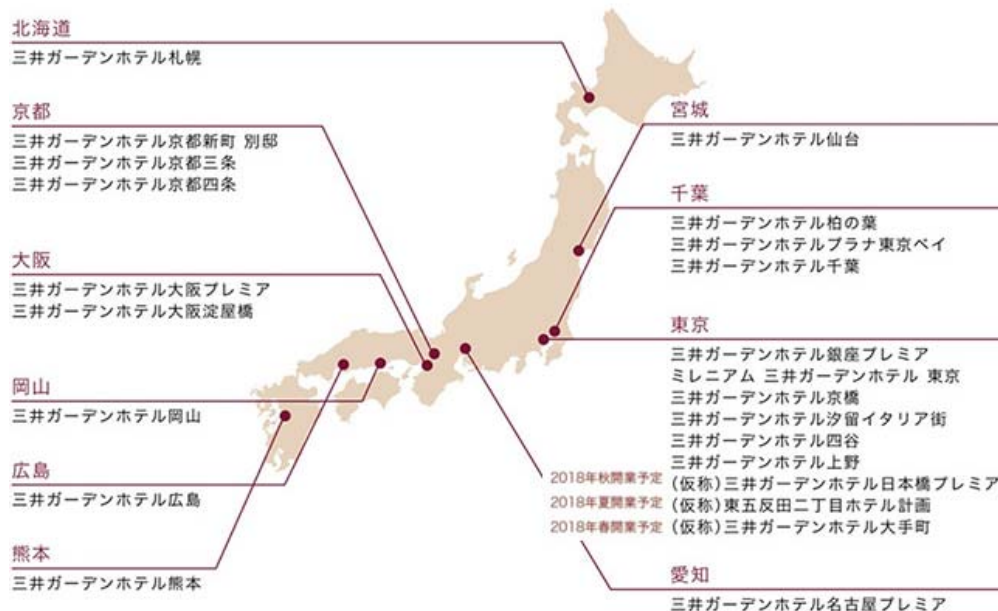 北海道
三井ガーデンホテル札幌
京都
三井ガーデンホテル京都新町 別邸
三井ガーデンホテル京都三条
三井ガーデンホテル京都四条
大阪
三井ガーデンホテル大阪プレミア
三井ガーデンホテル大阪淀屋橋
岡山
三井ガーデンホテル岡山
広島
三井ガーデンホテル広島
熊本
三井ガーデンホテル熊本
宮城
三井ガーデンホテル仙台
千葉
三井ガーデンホテル柏の葉
三井ガーデンホテルプラナ東京ベイ
三井ガーデンホテル千葉
東京
三井ガーデンホテル銀座プレミア
ミレニアム 三井ガーデンホテル 東京
三井ガーデンホテル京橋
三井ガーデンホテル汐留イタリア街
三井ガーデンホテル四谷
三井ガーデンホテル上野
2018年秋開業予定 (仮称)三井ガーデンホテル日本橋プレミア
2018年夏開業予定 (仮称)東五反田二丁目ホテル計画
2018年春開業予定 (仮称)三井ガーデンホテル大手町
愛知
三井ガーデンホテル名古屋プレミア